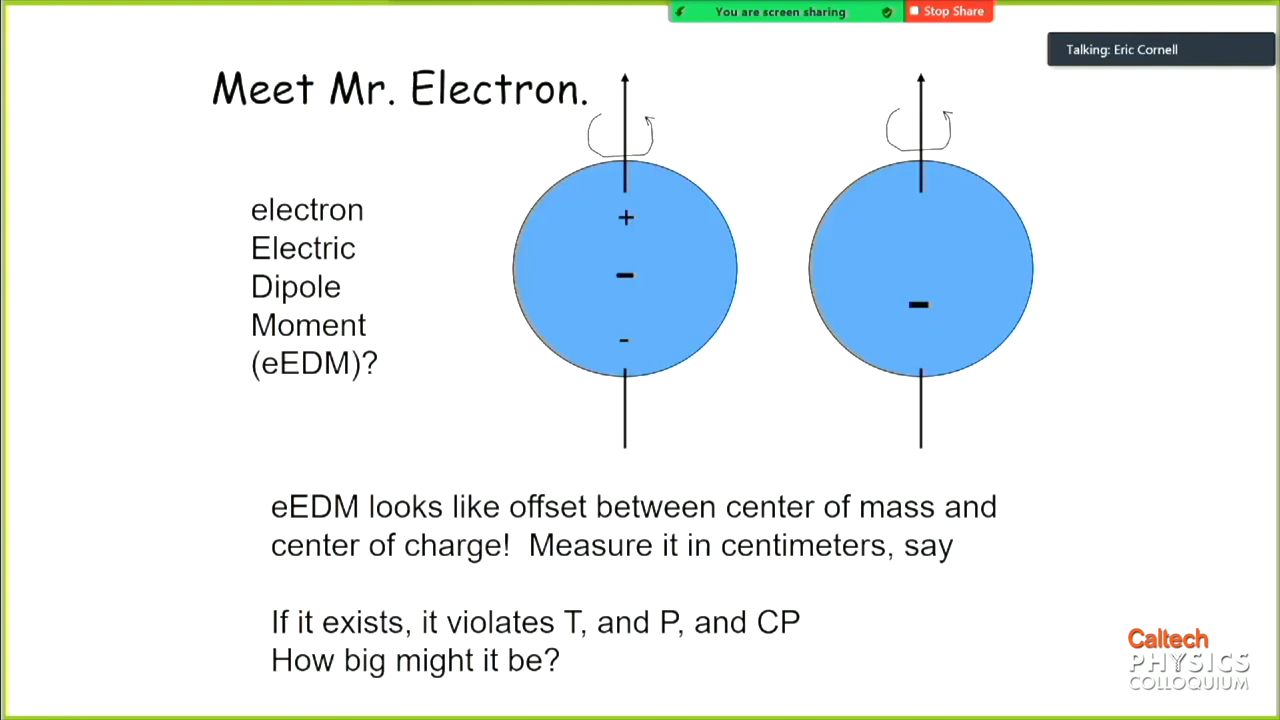 You are screen sharing
Stop Share
Talking: Eric Cornell
Meet Mr. Electron.
electron
Electric
Dipole
Moment
(eEDM)?
+
-
-
-
eEDM looks like offset between center of mass and
center of charge!  Measure it in centimeters, say
If it exists, it violates T, and P, and CP
How big might it be?
Caltech
PHYSICS
COLLOQUIUM